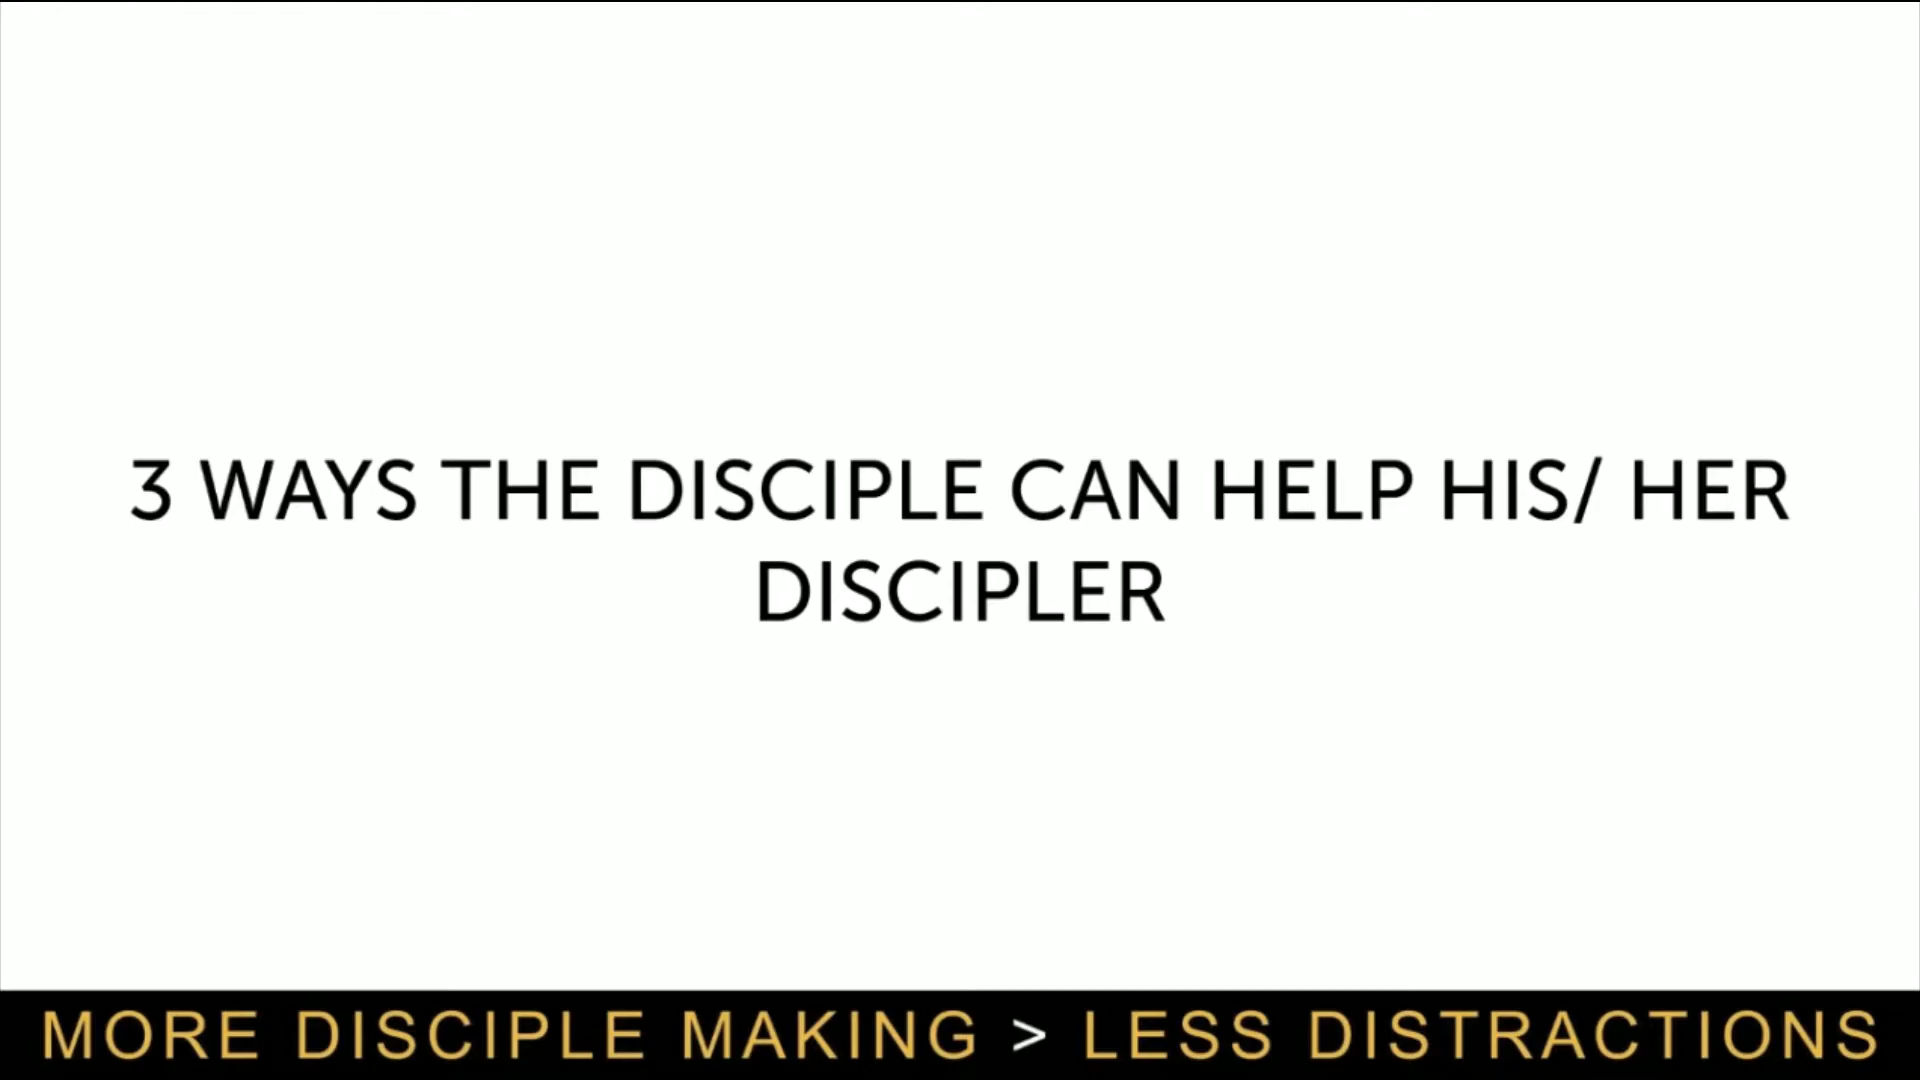 3 WAYS THE DISCIPLE CAN HELP HIS/ HER
DISCIPLER
MORE DISCIPLE MAKING > LESS DISTRACTIONS